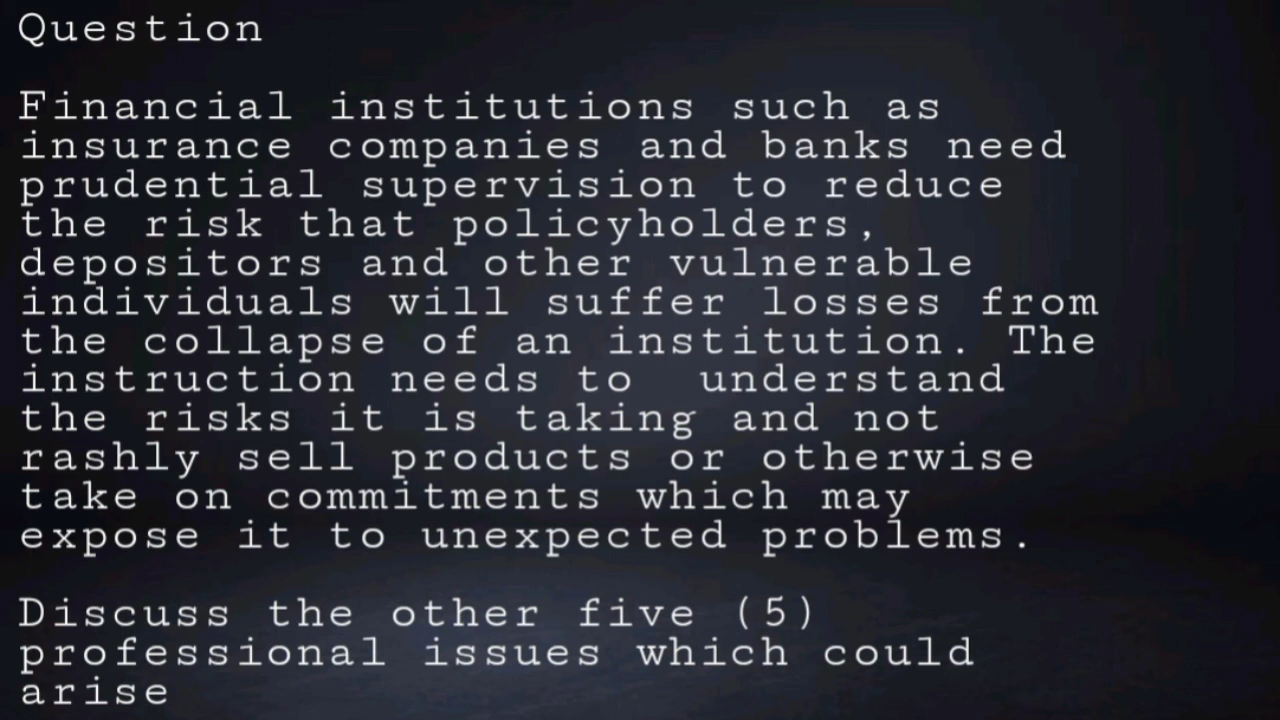 Question
Financial institutions such as
insurance companies and banks need
prudential supervision to reduce
the risk that policyholders,
depositors and other vulnerable
individuals will suffer losses from
the collapse of an institution. The
instruction needs to  understand
the risks it is taking and not
rashly sell products or otherwise
take on commitments which may
expose it to unexpected problems.
Discuss the other five (5)
professional issues which could
arise